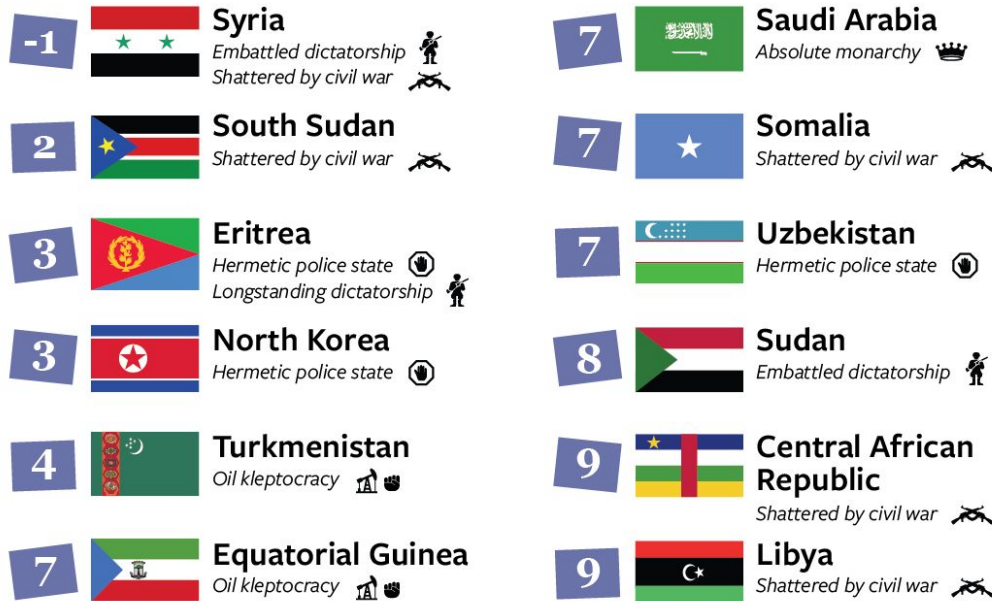 -1
Syria
Embattled dictatorship
Shattered by civil war
2
South Sudan
Shattered by civil war
3
Eritrea
Hermetic police state
Longstanding dictatorship
3
North Korea
Hermetic police state
4
Turkmenistan
Oil kleptocracy
7
Equatorial Guinea
Oil kleptocracy
7
Saudi Arabia
Absolute monarchy
7
Somalia
Shattered by civil war
7
Uzbekistan
Hermetic police state
8
Sudan
Embattled dictatorship
9
Central African
Republic
Shattered by civil war
9
Libya
Shattered by civil war